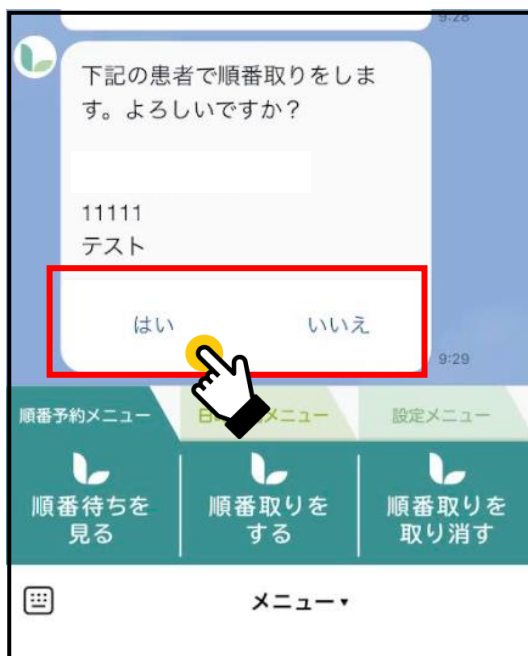 9:28
下記の患者で順番取りをしま
す。よろしいですか？
11111
テスト
はい
いいえ
9:29
順番予約メニュー
メニュー
設定メニュー
順番待ちを
見る
順番取りを
する
順番取りを
取り消す
メニュー▼